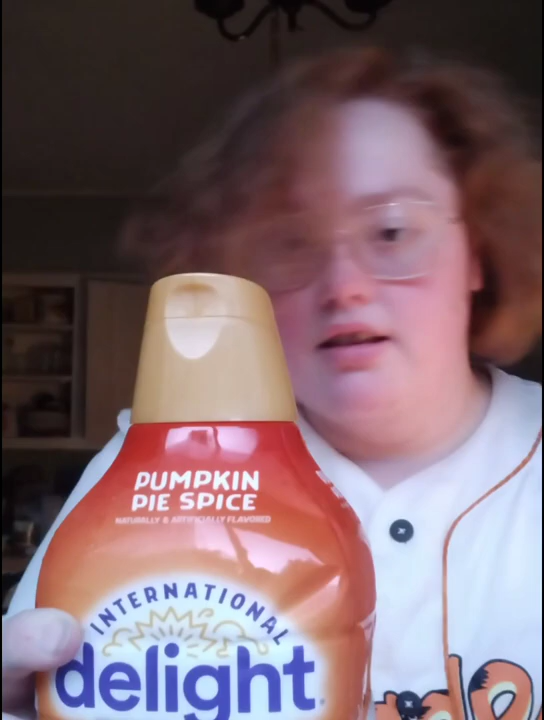 PUMPKIN
PIE SPICE
NATURALLY & ARTIFICIALLY FLAVORED
INTERNATIONAL
delight